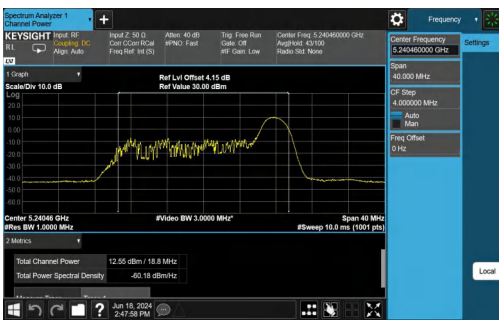 Spectrum Analyzer 1
Channel Power
+
Frequency
KEYSIGHT
Input: RF
Coupling: DC
Align: Auto
Input Z: 50 Ω
Corr CCorr RCal
Freq Ref: Int (S)
Atten: 40 dB
#PNO: Fast
Trig: Free Run
Gate: Off
#IF Gain: Low
Center Freq: 5.240460000 GHz
Avg|Hold: 43/100
Radio Std: None
RL
LXI
Center Frequency
5.240460000 GHz
Settings
Span
40.000 MHz
CF Step
4.000000 MHz
Auto
Man
Freq Offset
0 Hz
Local
1 Graph
Scale/Div 10.0 dB
Ref Lvl Offset 4.15 dB
Ref Value 30.00 dBm
Log
20.0
10.0
0.00
-10.0
-20.0
-30.0
-40.0
-50.0
-60.0
Center 5.24046 GHz
#Video BW 3.0000 MHz*
Span 40 MHz
#Res BW 1.0000 MHz
#Sweep 10.0 ms (1001 pts)
2 Metrics
Total Channel Power
12.55 dBm / 18.8 MHz
Total Power Spectral Density
-60.18 dBm/Hz
?
Jun 18, 2024
2:47:58 PM